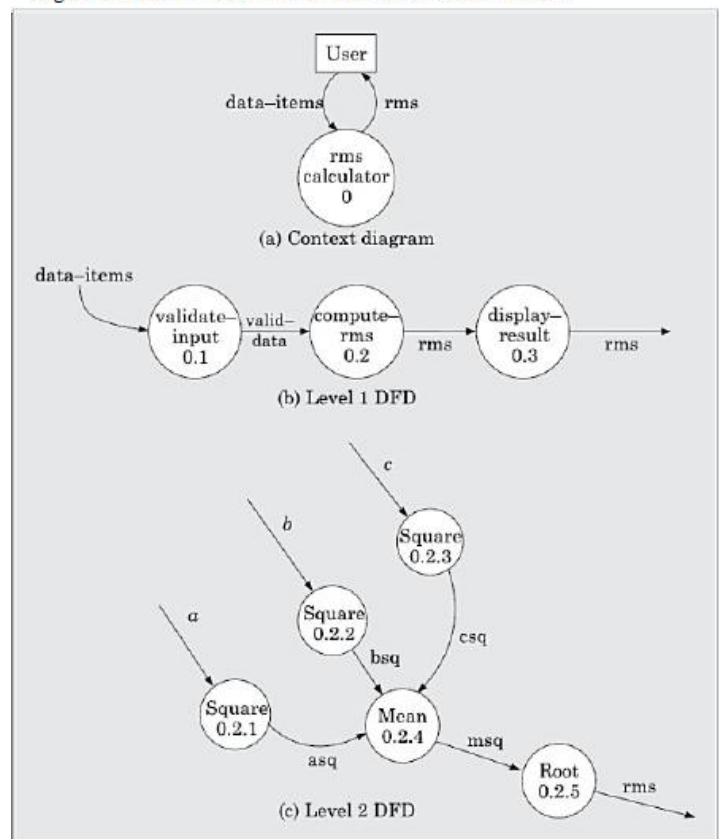 User
data–items
rms
rms
calculator
0
(a) Context diagram
data–items
validate–
input
0.1
valid–
data
compute–
rms
0.2
rms
display–
result
0.3
rms
(b) Level 1 DFD
c
Square
0.2.3
b
Square
0.2.2
csq
a
bsq
Square
0.2.1
asq
Mean
0.2.4
msq
Root
0.2.5
rms
(c) Level 2 DFD